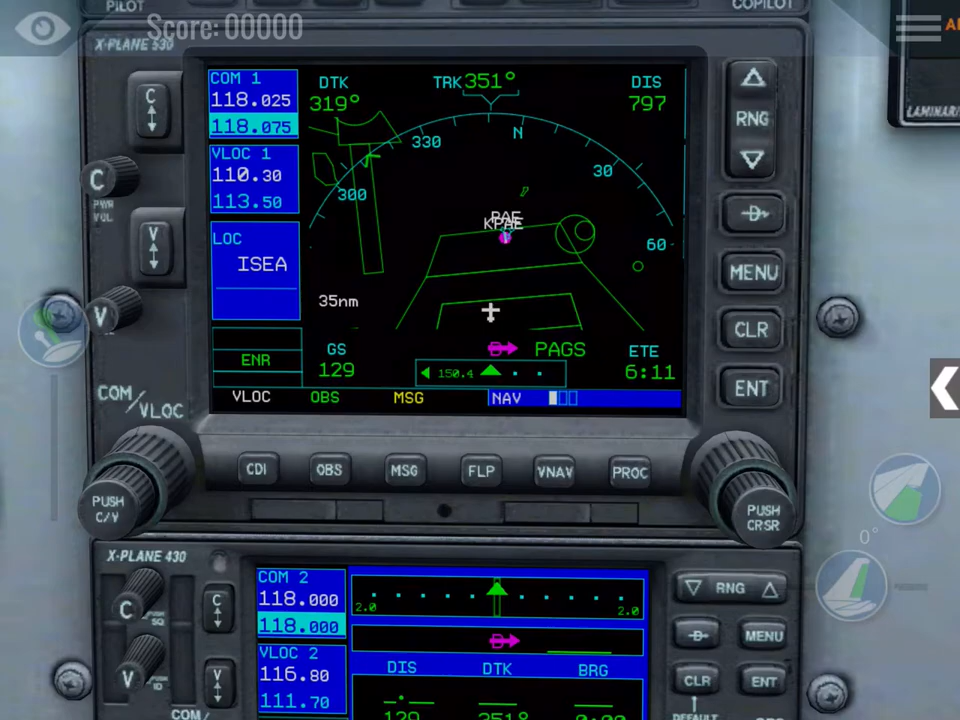 PILOT
COPILOT
Score: 00000
X-PLANE 530
COM 1
118.025
118.075
DTK
319°
TRK 351°
DIS
797
VLOC 1
110.30
113.50
LOC
ISEA
ENR
300
330
N
30
60
PAE
KPAE
35nm
GS
129
PAGS
ETE
6:11
150.4
VLOC
OBS
MSG
NAV
C
C
PWR
VOL
V
V
RNG
MENU
CLR
ENT
COM/VLOC
PUSH
C/V
CDI
OBS
MSG
FLP
VNAV
PROC
PUSH
CRSR
0°
X-PLANE 430
COM 2
118.000
118.000
VLOC 2
116.80
111.70
2.0
2.0
DIS
DTK
BRG
C
C
V
V
RNG
D
MENU
CLR
ENT
DEFAULT
COM/